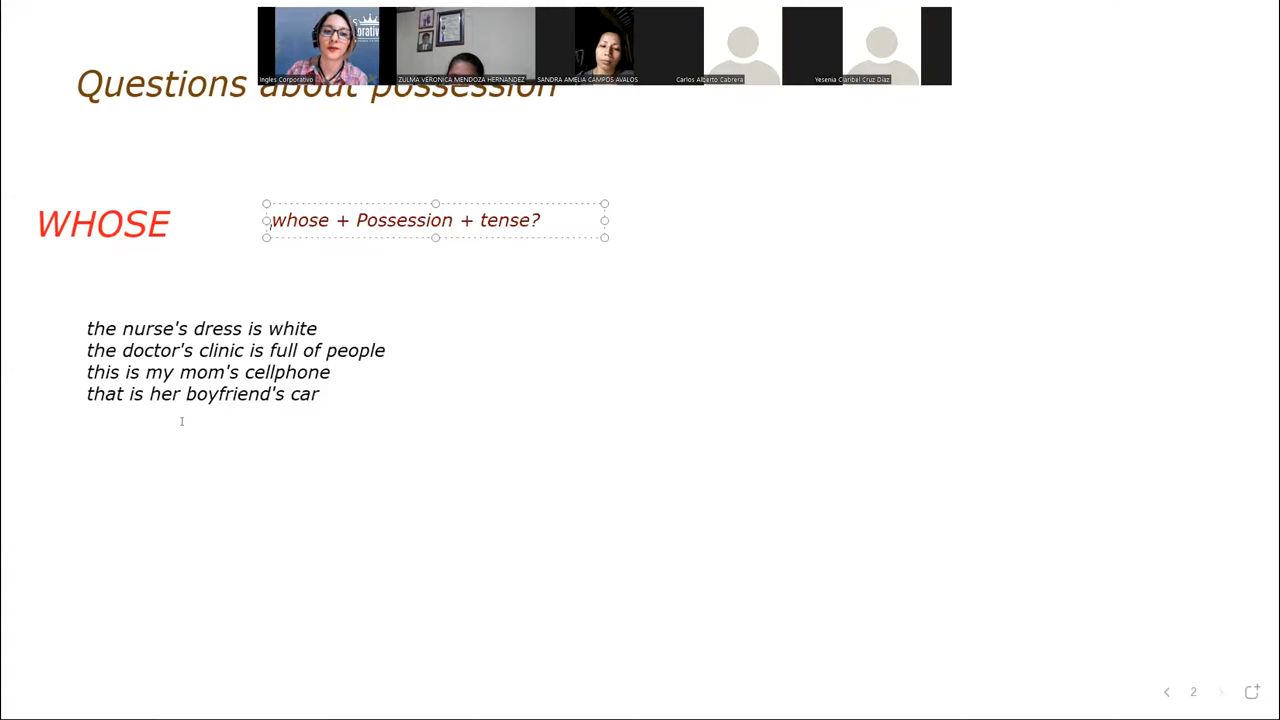 Ingles Corporativo
ZULMA VERONICA MENDOZA HERNANDEZ
SANDRA AMELIA CAMPOS AVALOS
Carlos Alberto Cabrera
Yesenia Claribel Cruz Diaz
Questions about possession
WHOSE
whose + Possession + tense?
the nurse's dress is white
the doctor's clinic is full of people
this is my mom's cellphone
that is her boyfriend's car
2